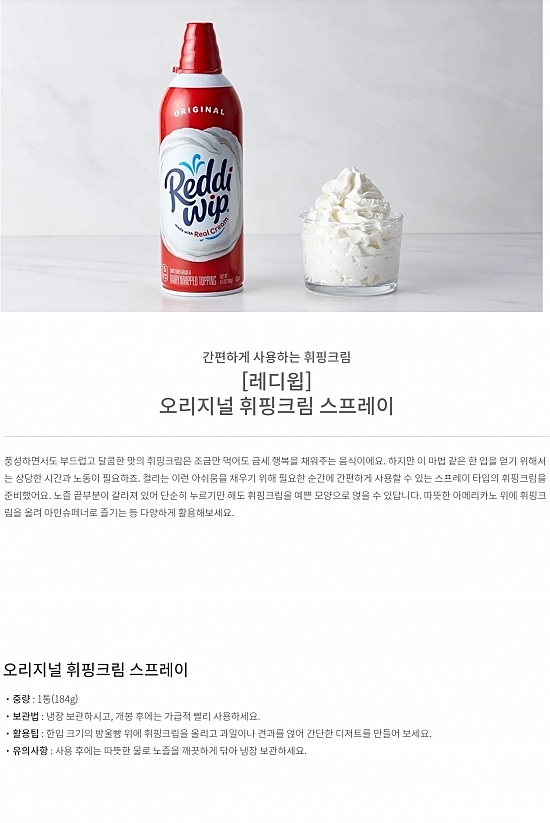 ORIGINAL
Reddi
wip
made with Real Cream
DAIRY WHIPPED TOPPING
간편하게 사용하는 휘핑크림
[레디윕]
오리지널 휘핑크림 스프레이
풍성하면서도 부드럽고 달콤한 맛의 휘핑크림은 조금만 먹어도 금세 행복을 채워주는 음식이에요. 하지만 이 마법 같은 한 입을 얻기 위해서
는 상당한 시간과 노동이 필요하죠. 컬리는 이런 아쉬움을 채우기 위해 필요한 순간에 간편하게 사용할 수 있는 스프레이 타입의 휘핑크림을
준비했어요. 노즐 끝부분이 갈라져 있어 단순히 누르기만 해도 휘핑크림을 예쁜 모양으로 얹을 수 있답니다. 따뜻한 아메리카노 위에 휘핑크
림을 올려 아인슈페너로 즐기는 등 다양하게 활용해보세요.
오리지널 휘핑크림 스프레이
• 중량 : 1통(184g)
• 보관법 : 냉장 보관하시고, 개봉 후에는 가급적 빨리 사용하세요.
• 활용팁 : 한입 크기의 방울빵 위에 휘핑크림을 올리고 과일이나 견과를 얹어 간단한 디저트를 만들어 보세요.
• 유의사항 : 사용 후에는 따뜻한 물로 노즐을 깨끗하게 닦아 냉장 보관하세요.